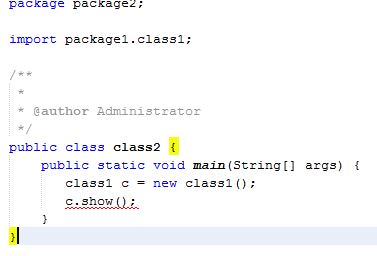 package package2;
import package1.class1;
/**
*
* @author Administrator
*/
public class class2 {
public static void main(String[] args) {
class1 c = new class1();
c.show();
}
}